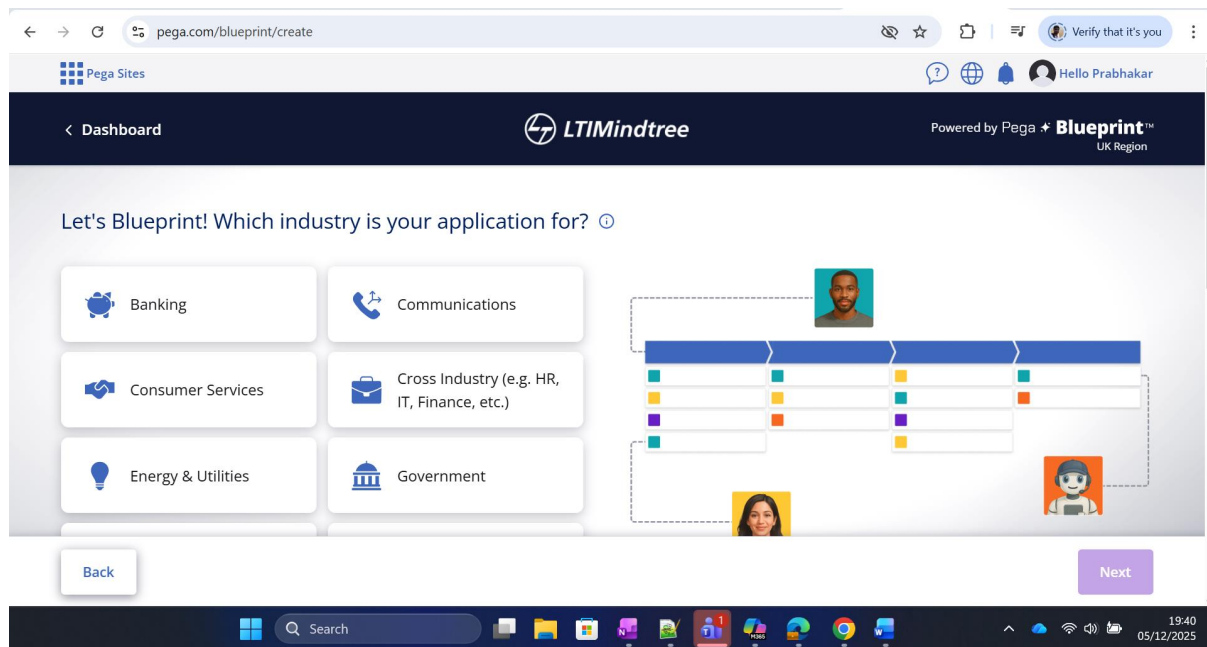 pega.com/blueprint/create
Verify that it's you
Pega Sites
?
Hello Prabhakar
< Dashboard
LTIMindtree
Powered by Pega Blueprint™
UK Region
Let's Blueprint! Which industry is your application for?
Banking
Communications
Consumer Services
Cross Industry (e.g. HR,
IT, Finance, etc.)
Energy & Utilities
Government
Back
Next
Search
1
M365
19:40
05/12/2025